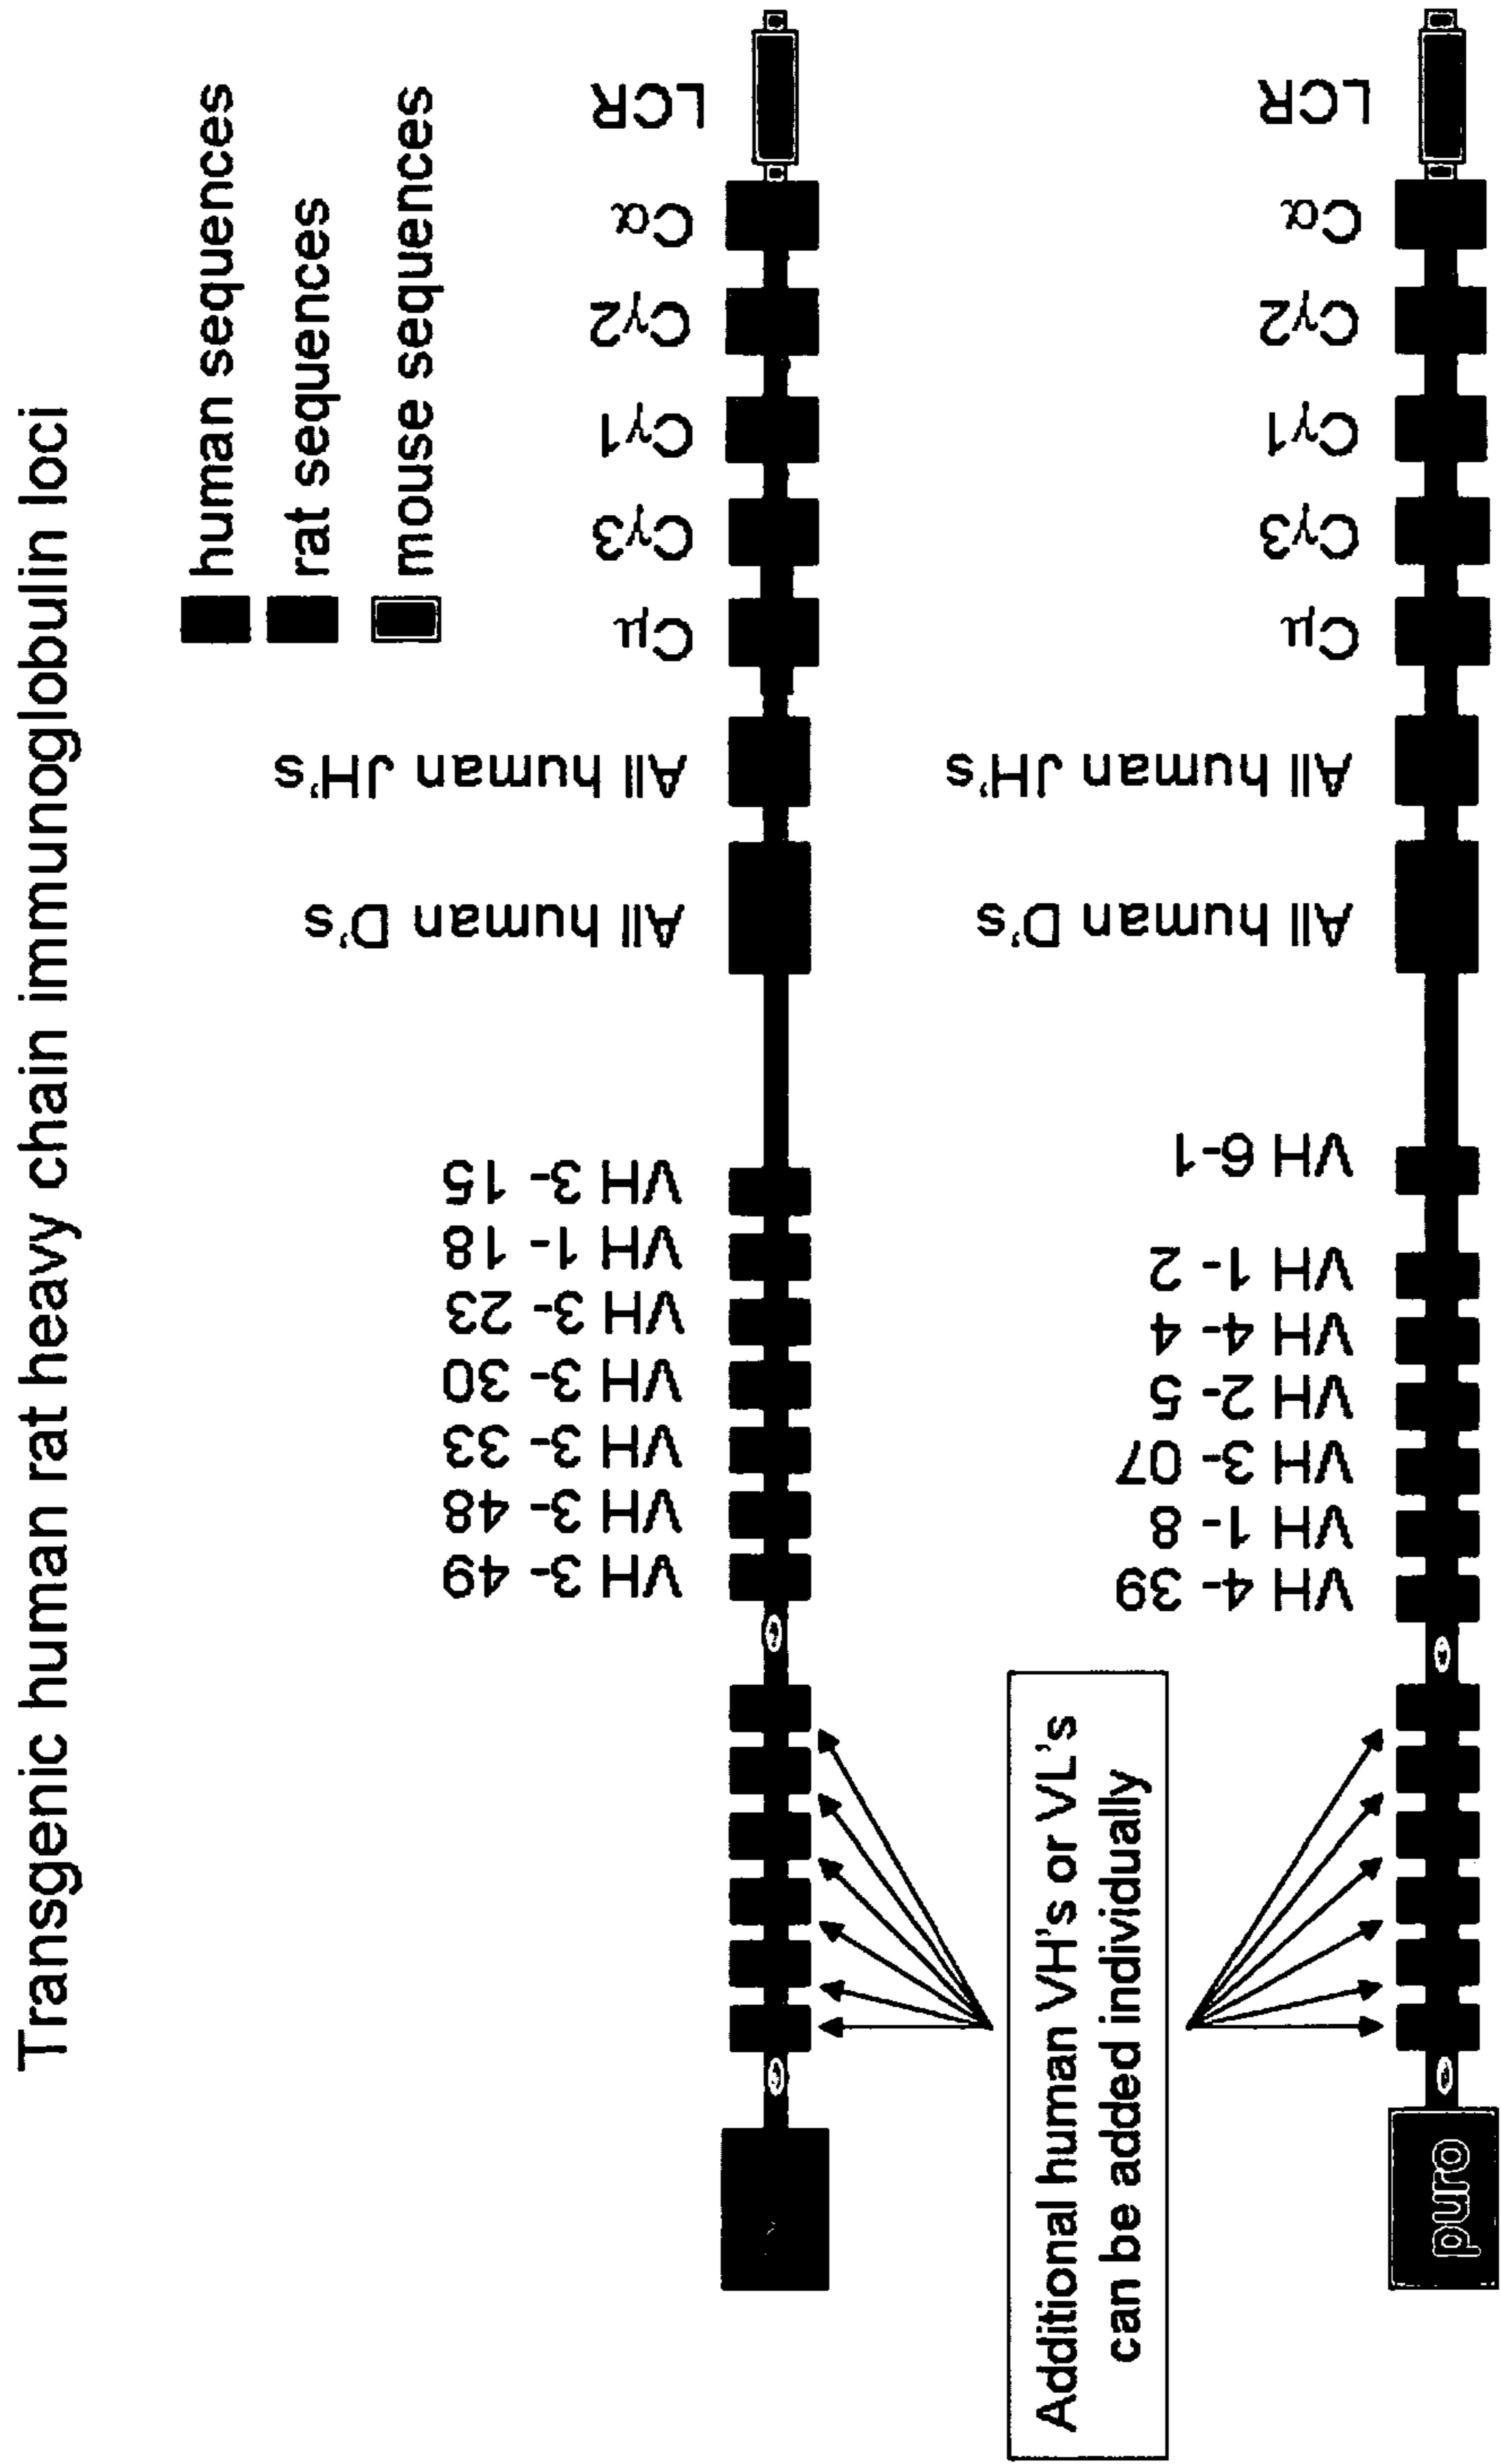 Transgenic human rat heavy chain immunoglobulin loci
human sequences
rat sequences
mouse sequences
VH 3- 49
VH 3- 48
VH 3- 33
VH 3- 30
VH 3- 23
VH 1- 18
VH 3- 15
All human D's
All human JH's
Cμ
Cγ3
Cγ1
Cγ2
Cα
LCR
Additional human VH's or VL's
can be added individually
VH 4- 39
VH 1- 8
VH 3- 07
VH 2- 5
VH 4- 4
VH 1- 2
VH 6-1
All human D's
All human JH's
Cμ
Cγ3
Cγ1
Cγ2
Cα
LCR
puro